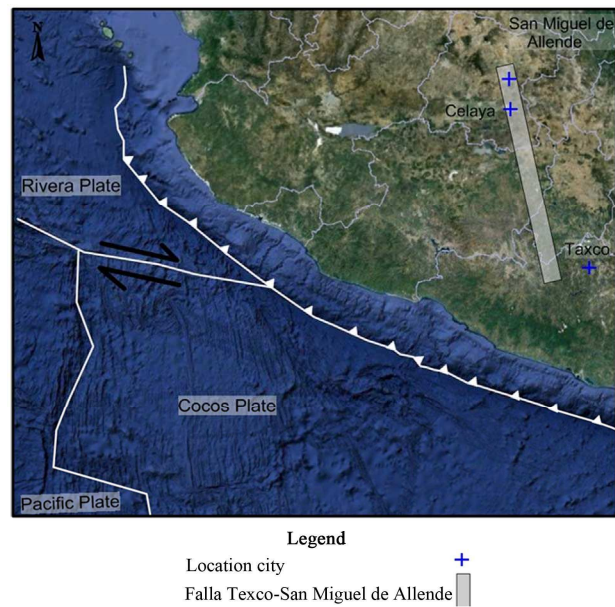 N
San Miguel de
Allende
Celaya
Rivera Plate
Taxco
Cocos Plate
Pacific Plate
Legend
Location city
Falla Texco-San Miguel de Allende